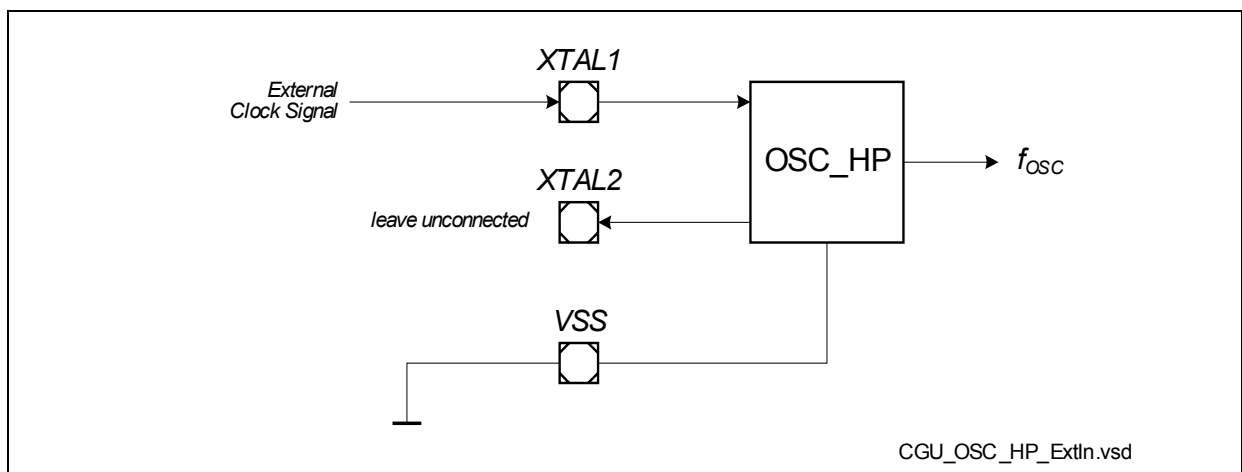 XTAL1
External
Clock Signal
OSC_HP
fOSC
XTAL2
leave unconnected
VSS
CGU_OSC_HP_ExtIn.vsd